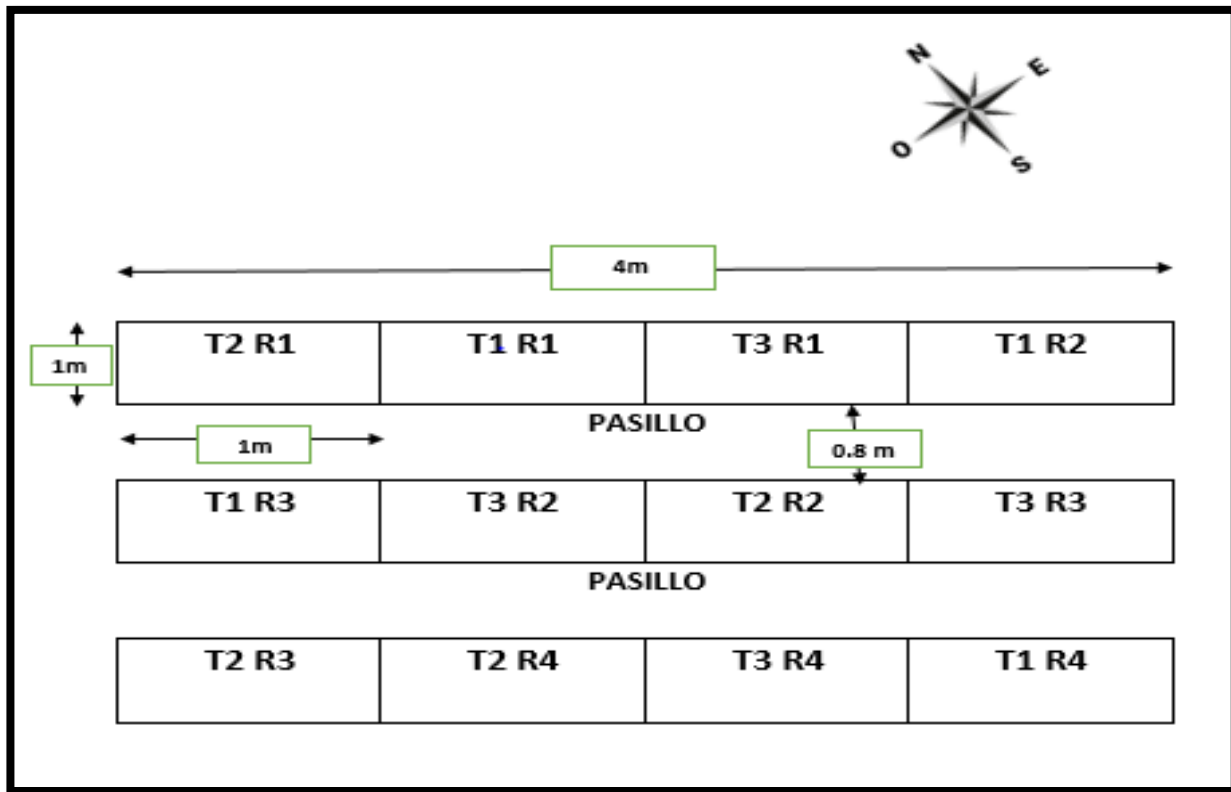 N E
O S
4m
T2 R1 T1 R1 T3 R1 T1 R2
1m
PASILLO
1m 0.8 m
T1 R3 T3 R2 T2 R2 T3 R3
PASILLO
T2 R3 T2 R4 T3 R4 T1 R4